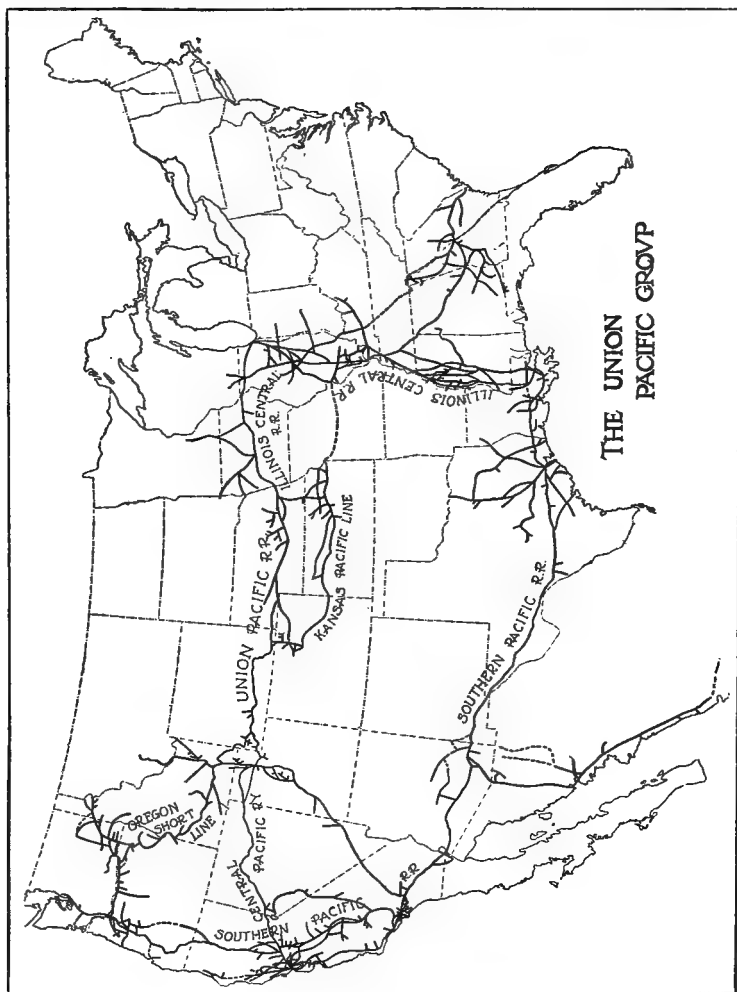 OREGON
SHORT
LINE
CENTRAL
PACIFIC RY
SOUTHERN PACIFIC
R.R.
UNION PACIFIC R.R.
KANSAS PACIFIC LINE
ILLINOIS CENTRAL
R.R.
ILLINOIS CENTRAL R.R.
SOUTHERN PACIFIC R.R.
THE UNION
PACIFIC GROVP